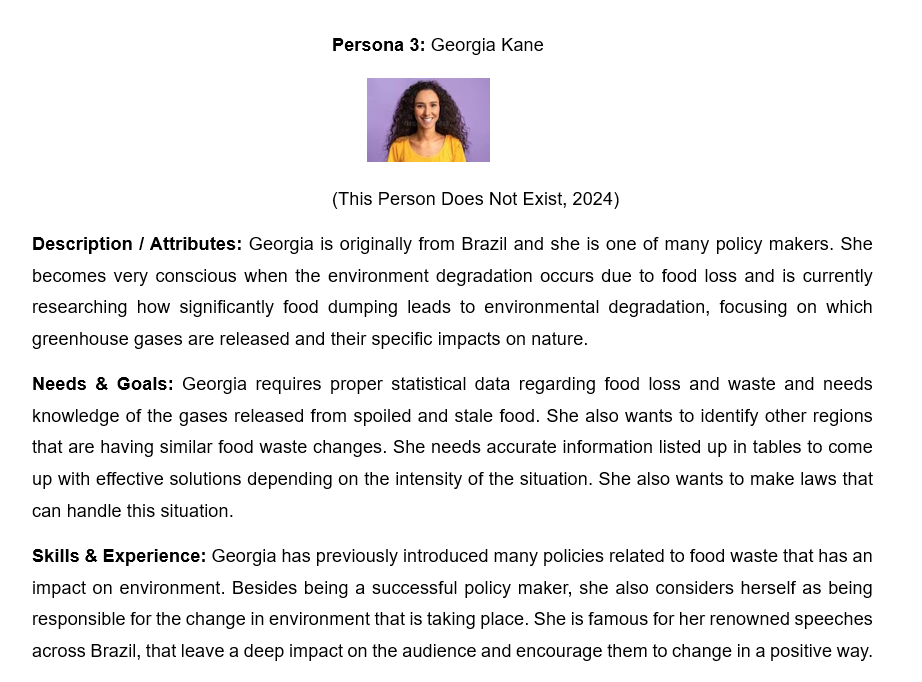 Persona 3: Georgia Kane
(This Person Does Not Exist, 2024)
Description / Attributes: Georgia is originally from Brazil and she is one of many policy makers. She
becomes very conscious when the environment degradation occurs due to food loss and is currently
researching how significantly food dumping leads to environmental degradation, focusing on which
greenhouse gases are released and their specific impacts on nature.
Needs & Goals: Georgia requires proper statistical data regarding food loss and waste and needs
knowledge of the gases released from spoiled and stale food. She also wants to identify other regions
that are having similar food waste changes. She needs accurate information listed up in tables to come
up with effective solutions depending on the intensity of the situation. She also wants to make laws that
can handle this situation.
Skills & Experience: Georgia has previously introduced many policies related to food waste that has an
impact on environment. Besides being a successful policy maker, she also considers herself as being
responsible for the change in environment that is taking place. She is famous for her renowned speeches
across Brazil, that leave a deep impact on the audience and encourage them to change in a positive way.